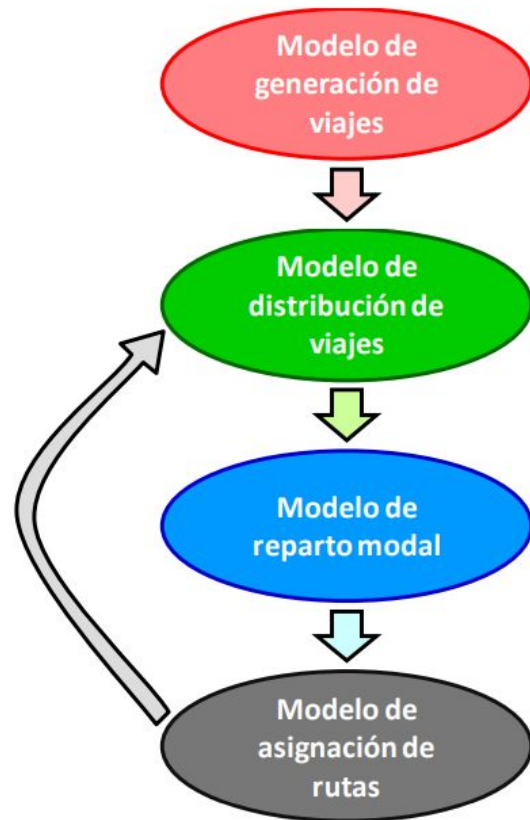 Modelo de
generación de
viajes
Modelo de
distribución de
viajes
Modelo de
reparto modal
Modelo de
asignación de
rutas